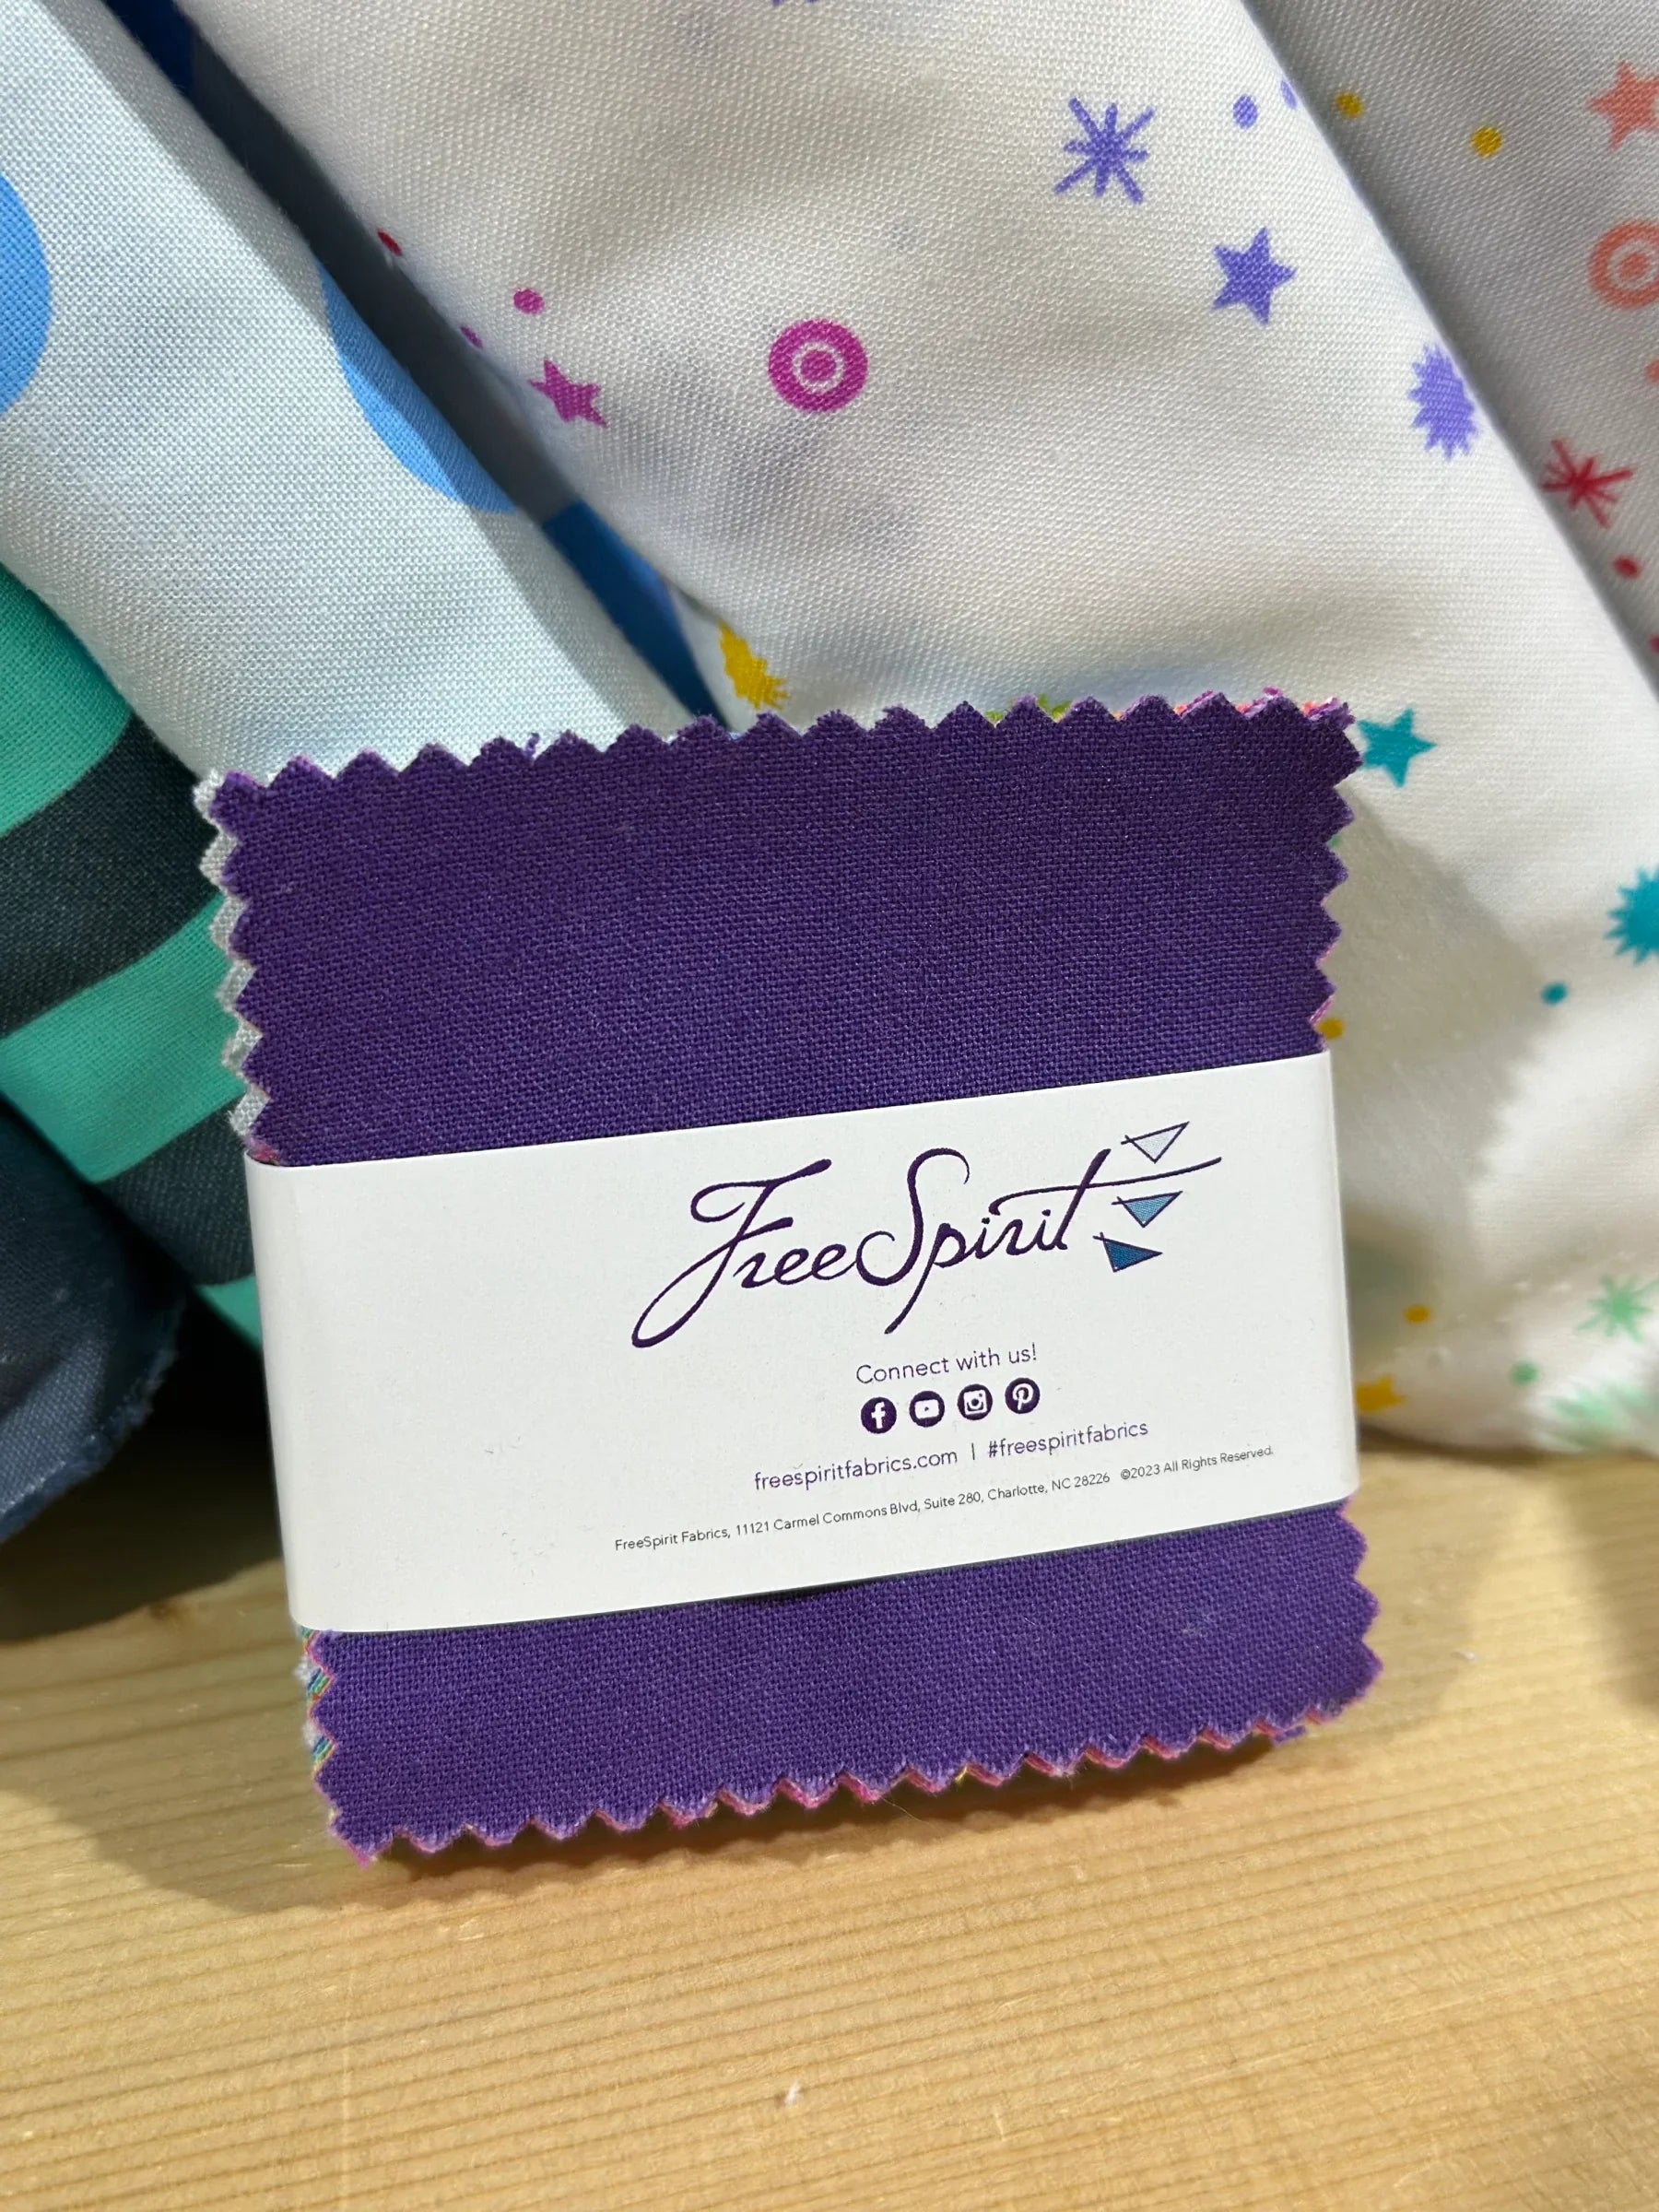 FreeSpirit
Connect with us!
freespiritfabrics.com | #freespiritfabrics
FreeSpirit Fabrics, 11121 Carmel Commons Blvd, Suite 280, Charlotte, NC 28226 ©2023 All Rights Reserved.